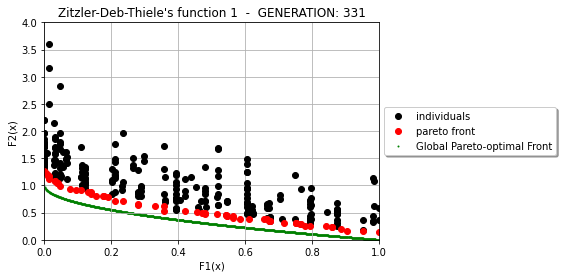 Zitzler-Deb-Thiele's function 1 - GENERATION: 331
4.0
3.5
3.0
2.5
2.0
1.5
1.0
0.5
0.0
F2(x)
0.0 0.2 0.4 0.6 0.8 1.0
F1(x)
individuals
pareto front
Global Pareto-optimal Front